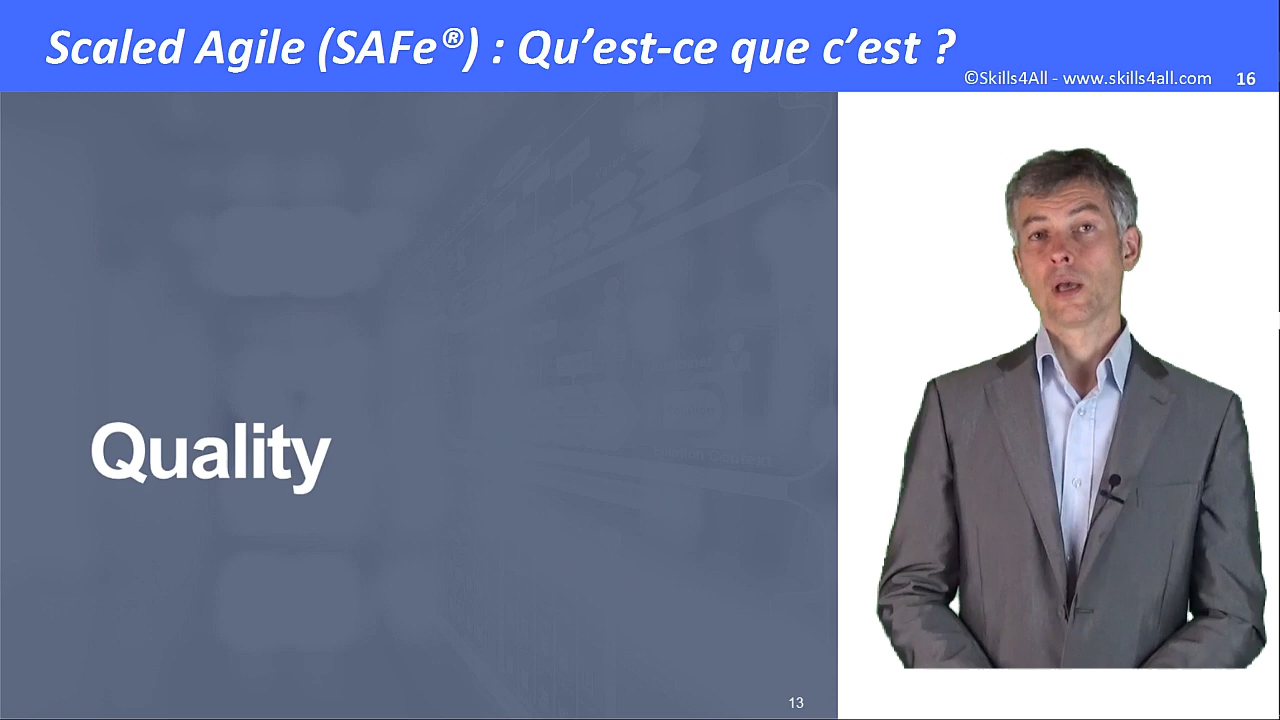 Scaled Agile (SAFe®) : Qu’est-ce que c’est ?
©Skills4All - www.skills4all.com 16
Quality
13